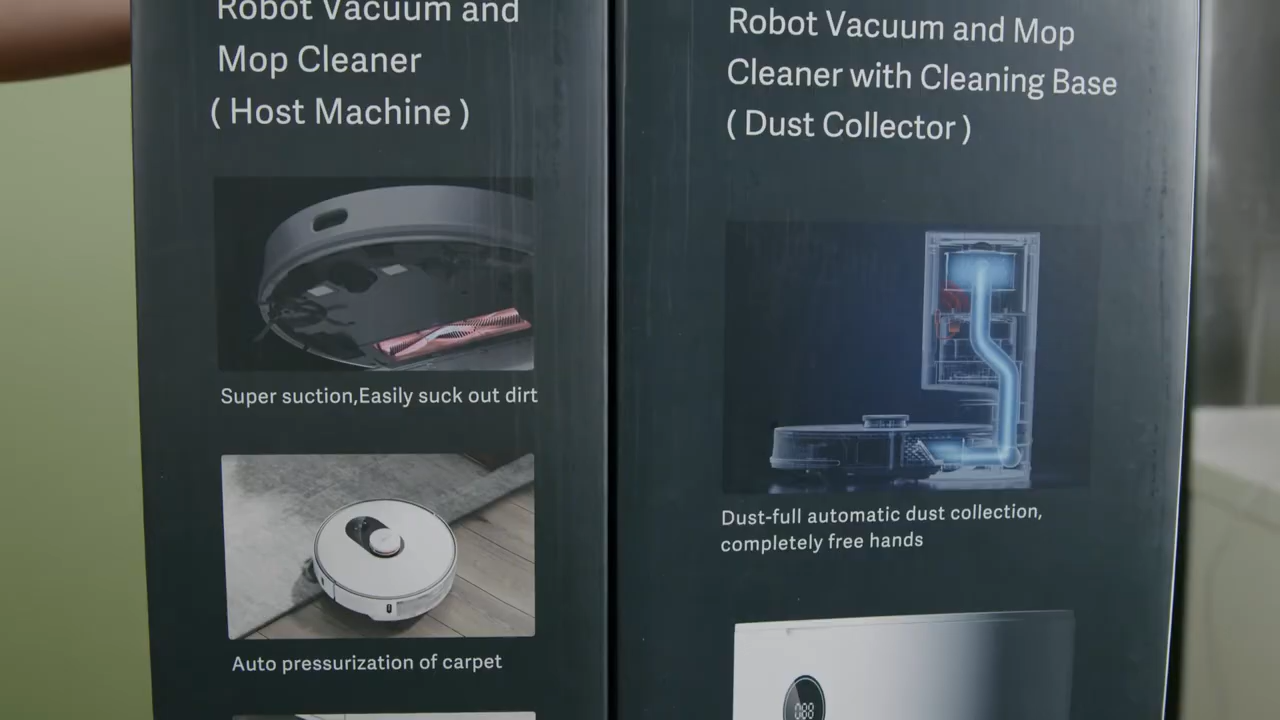 Robot Vacuum and
Mop Cleaner
( Host Machine )
Super suction,Easily suck out dirt
Auto pressurization of carpet
Robot Vacuum and Mop
Cleaner with Cleaning Base
( Dust Collector )
Dust-full automatic dust collection,
completely free hands
088